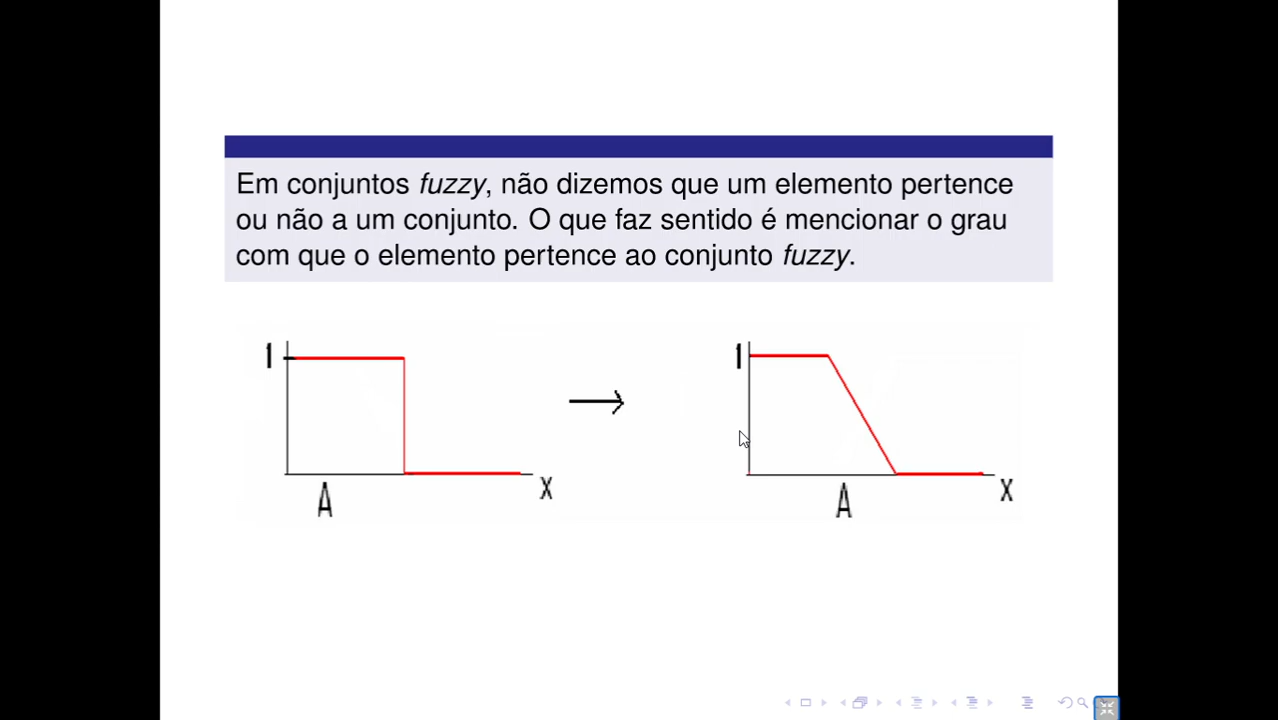 Em conjuntos fuzzy, não dizemos que um elemento pertence
ou não a um conjunto. O que faz sentido é mencionar o grau
com que o elemento pertence ao conjunto fuzzy.
1
A
X
1
A
X